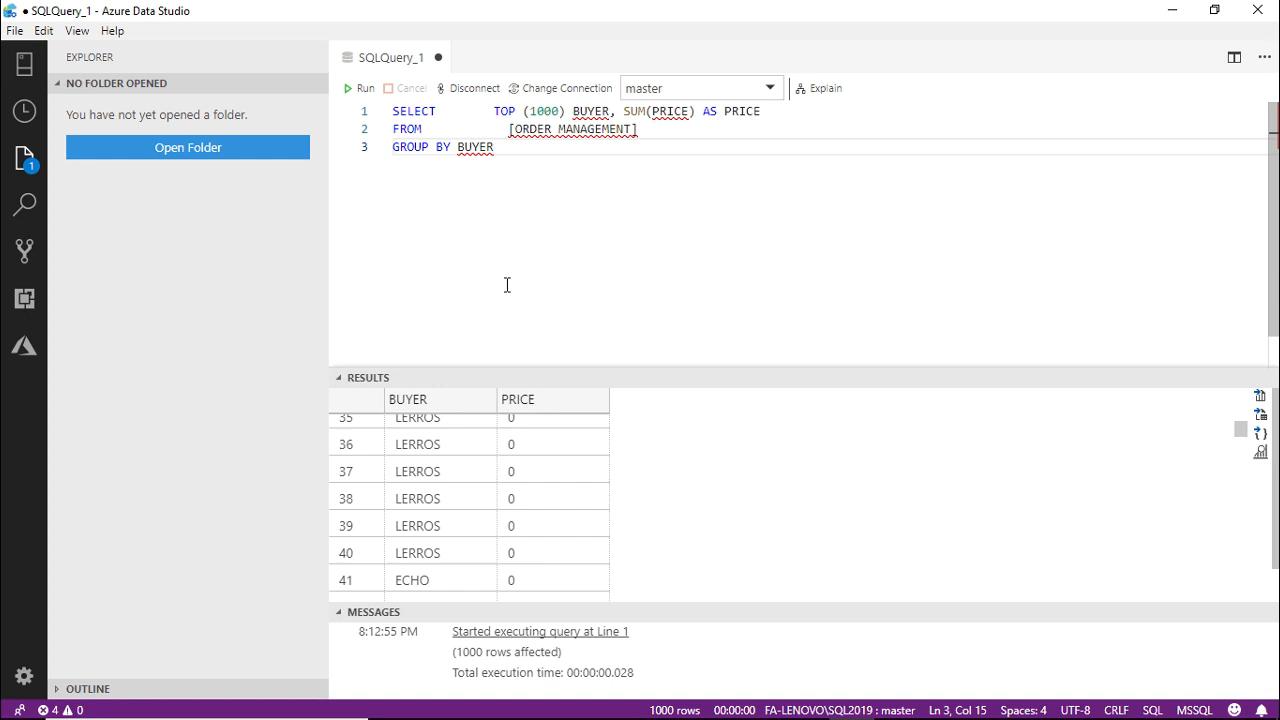 ● SQLQuery_1 - Azure Data Studio
File Edit View Help
EXPLORER
NO FOLDER OPENED
You have not yet opened a folder.
Open Folder
1
OUTLINE
SQLQuery_1 ●
Run Cancel Disconnect Change Connection master Explain
1 SELECT TOP (1000) BUYER, SUM(PRICE) AS PRICE
2 FROM [ORDER MANAGEMENT]
3 GROUP BY BUYER
RESULTS
BUYER PRICE
35 LERROS 0
36 LERROS 0
37 LERROS 0
38 LERROS 0
39 LERROS 0
40 LERROS 0
41 ECHO 0
MESSAGES
8:12:55 PM Started executing query at Line 1
(1000 rows affected)
Total execution time: 00:00:00.028
4 0 1000 rows 00:00:00 FA-LENOVO\SQL2019 : master Ln 3, Col 15 Spaces: 4 UTF-8 CRLF SQL MSSQL